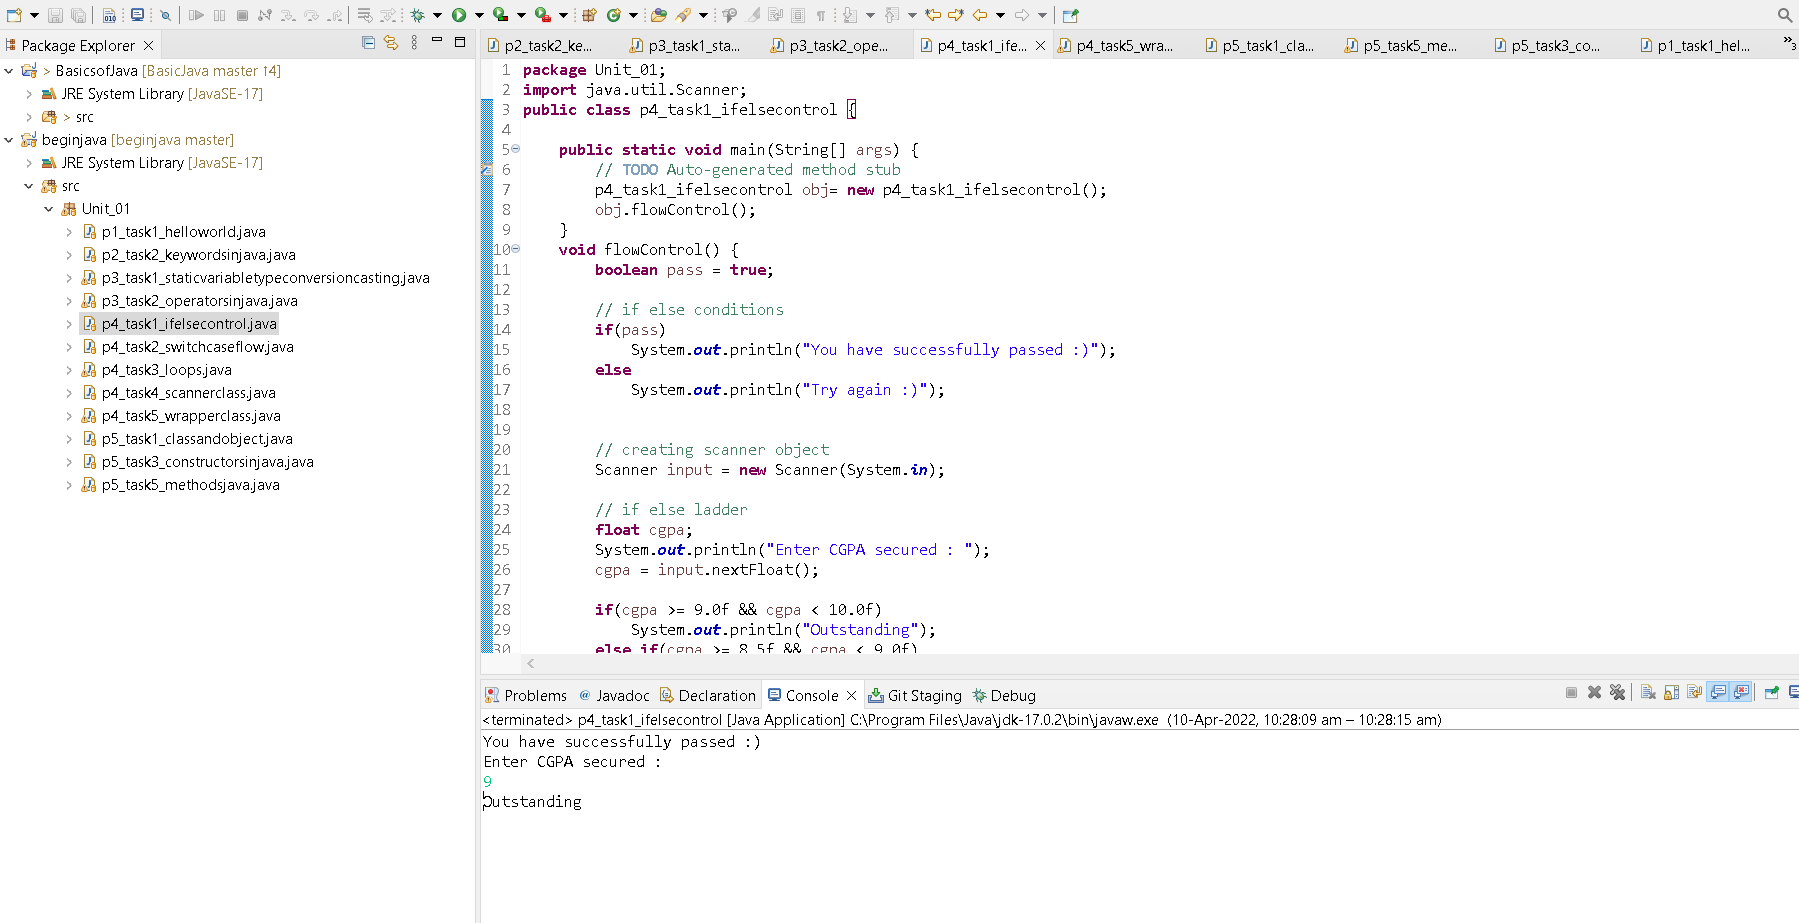 Package Explorer
> BasicsofJava [BasicJava master ↑4]
JRE System Library [JavaSE-17]
> src
beginjava [beginjava master]
JRE System Library [JavaSE-17]
src
Unit_01
p1_task1_helloworld.java
p2_task2_keywordsinjava.java
p3_task1_staticvariabletypeconversioncasting.java
p3_task2_operatorsinjava.java
p4_task1_ifelsecontrol.java
p4_task2_switchcaseflow.java
p4_task3_loops.java
p4_task4_scannerclass.java
p4_task5_wrapperclass.java
p5_task1_classandobject.java
p5_task3_constructorsinjava.java
p5_task5_methodsjava.java
p2_task2_ke... p3_task1_sta... p3_task2_ope... p4_task1_ife... p4_task5_wra... p5_task1_cla... p5_task5_me... p5_task3_co... p1_task1_hel... »3
1 package Unit_01;
2 import java.util.Scanner;
3 public class p4_task1_ifelsecontrol {
4
5 public static void main(String[] args) {
6 // TODO Auto-generated method stub
7 p4_task1_ifelsecontrol obj= new p4_task1_ifelsecontrol();
8 obj.flowControl();
9 }
10 void flowControl() {
11 boolean pass = true;
12
13 // if else conditions
14 if(pass)
15 System.out.println("You have successfully passed :)");
16 else
17 System.out.println("Try again :)");
18
19
20 // creating scanner object
21 Scanner input = new Scanner(System.in);
22
23 // if else ladder
24 float cgpa;
25 System.out.println("Enter CGPA secured : ");
26 cgpa = input.nextFloat();
27
28 if(cgpa >= 9.0f && cgpa < 10.0f)
29 System.out.println("Outstanding");
30 else if(cgpa >= 8.5f && cgpa < 9.0f)
Problems @ Javadoc Declaration Console Git Staging Debug
<terminated> p4_task1_ifelsecontrol [Java Application] C:\Program Files\Java\jdk-17.0.2\bin\javaw.exe (10-Apr-2022, 10:28:09 am – 10:28:15 am)
You have successfully passed :)
Enter CGPA secured :
9
Outstanding